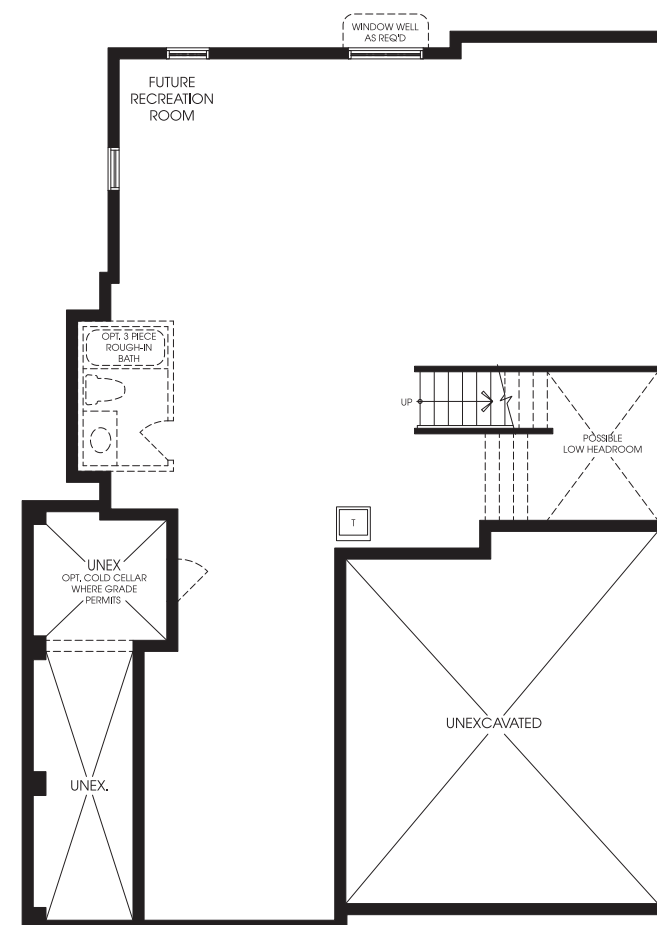 WINDOW WELL
AS REQ'D
FUTURE
RECREATION
ROOM
OPT. 3 PIECE
ROUGH-IN
BATH
UP
POSSIBLE
LOW HEADROOM
T
UNEX
OPT. COLD CELLAR
WHERE GRADE
PERMITS
UNEXCAVATED
UNEX.